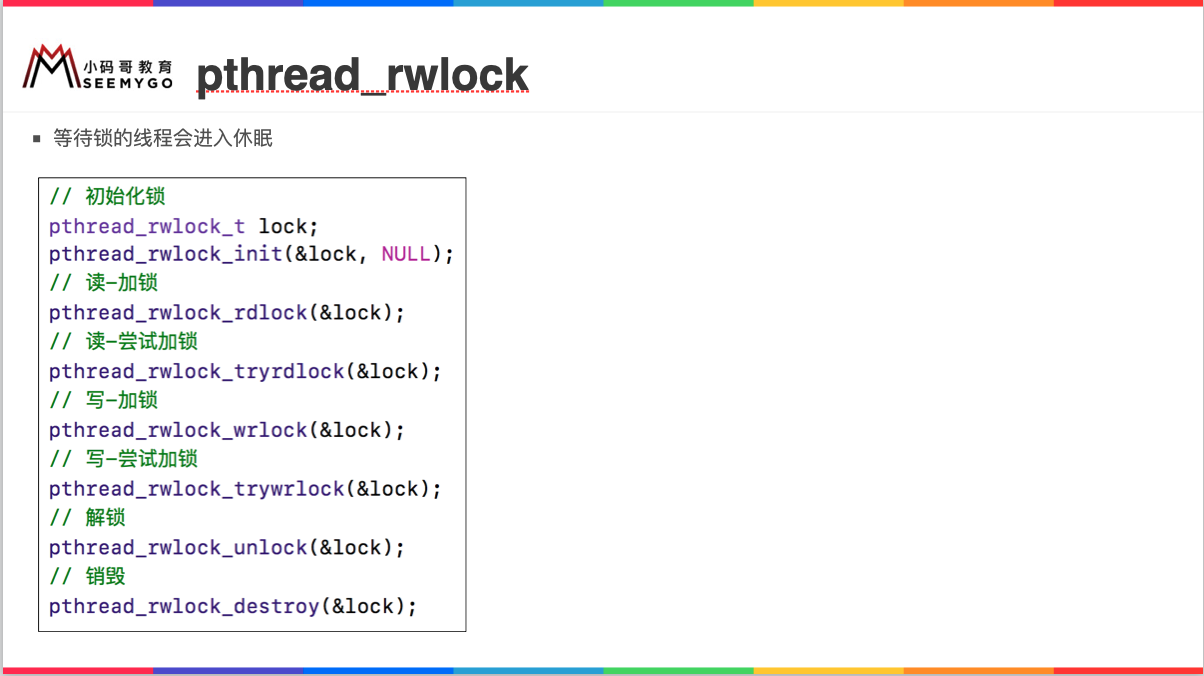 小码哥教育
SEEMYGO
pthread_rwlock
▪ 等待锁的线程会进入休眠
// 初始化锁
pthread_rwlock_t lock;
pthread_rwlock_init(&lock, NULL);
// 读-加锁
pthread_rwlock_rdlock(&lock);
// 读-尝试加锁
pthread_rwlock_tryrdlock(&lock);
// 写-加锁
pthread_rwlock_wrlock(&lock);
// 写-尝试加锁
pthread_rwlock_trywrlock(&lock);
// 解锁
pthread_rwlock_unlock(&lock);
// 销毁
pthread_rwlock_destroy(&lock);